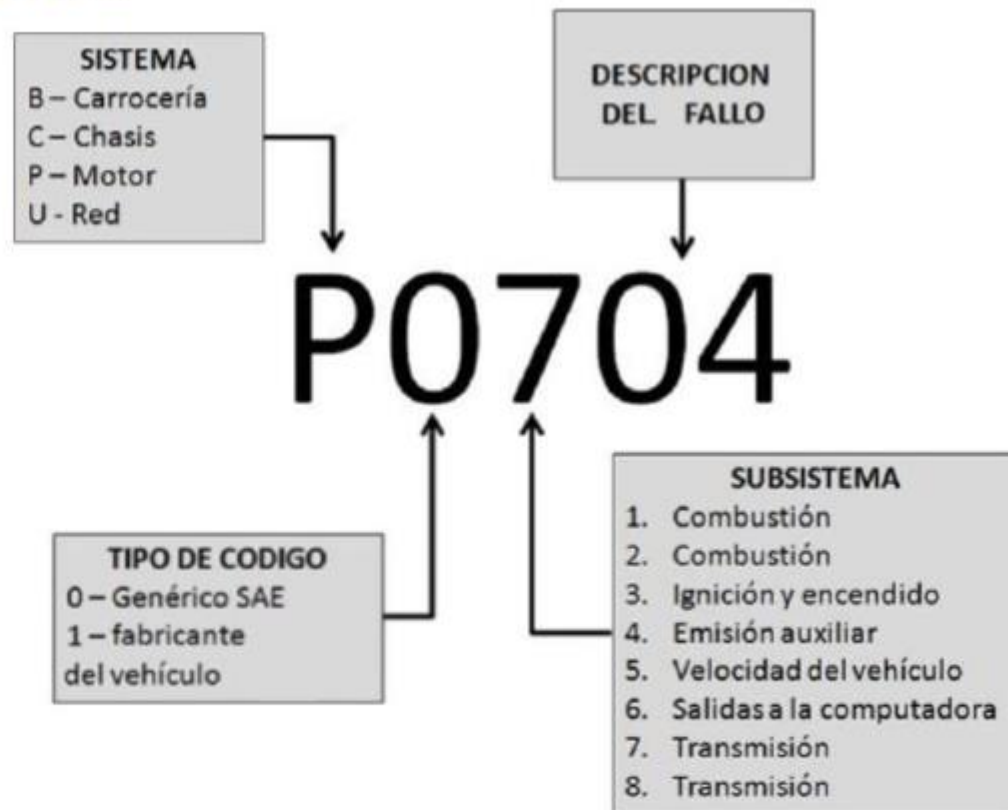 SISTEMA
B – Carrocería
C – Chasis
P – Motor
U - Red
DESCRIPCION
DEL FALLO
P0704
TIPO DE CODIGO
0 – Genérico SAE
1 – fabricante
del vehículo
SUBSISTEMA
1. Combustión
2. Combustión
3. Ignición y encendido
4. Emisión auxiliar
5. Velocidad del vehículo
6. Salidas a la computadora
7. Transmisión
8. Transmisión